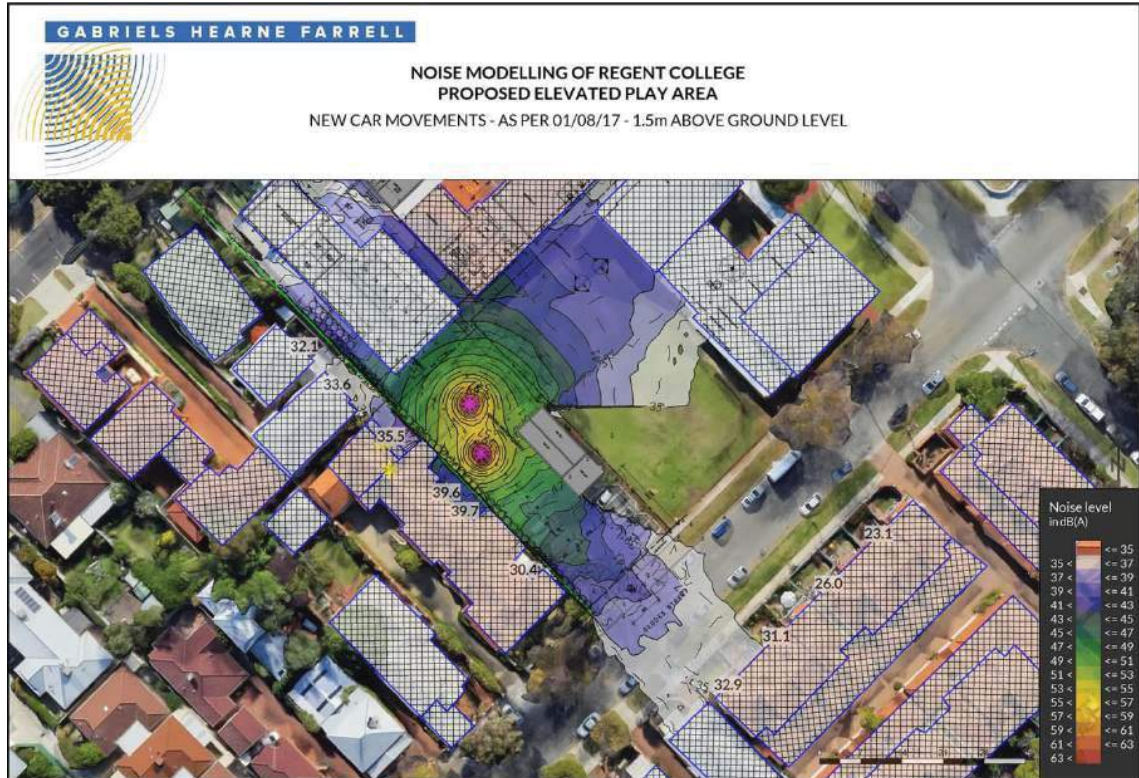 GABRIELS HEARNE FARRELL
NOISE MODELLING OF REGENT COLLEGE
PROPOSED ELEVATED PLAY AREA
NEW CAR MOVEMENTS - AS PER 01/08/17 - 1.5m ABOVE GROUND LEVEL
32.1
33.6
35.5
39.6
39.7
30.4
35
23.1
26.0
31.1
35
32.9
Noise level
in dB(A)
<= 35
35 < <= 37
37 < <= 39
39 < <= 41
41 < <= 43
43 < <= 45
45 < <= 47
47 < <= 49
49 < <= 51
51 < <= 53
53 < <= 55
55 < <= 57
57 < <= 59
59 < <= 61
61 < <= 63
63 <